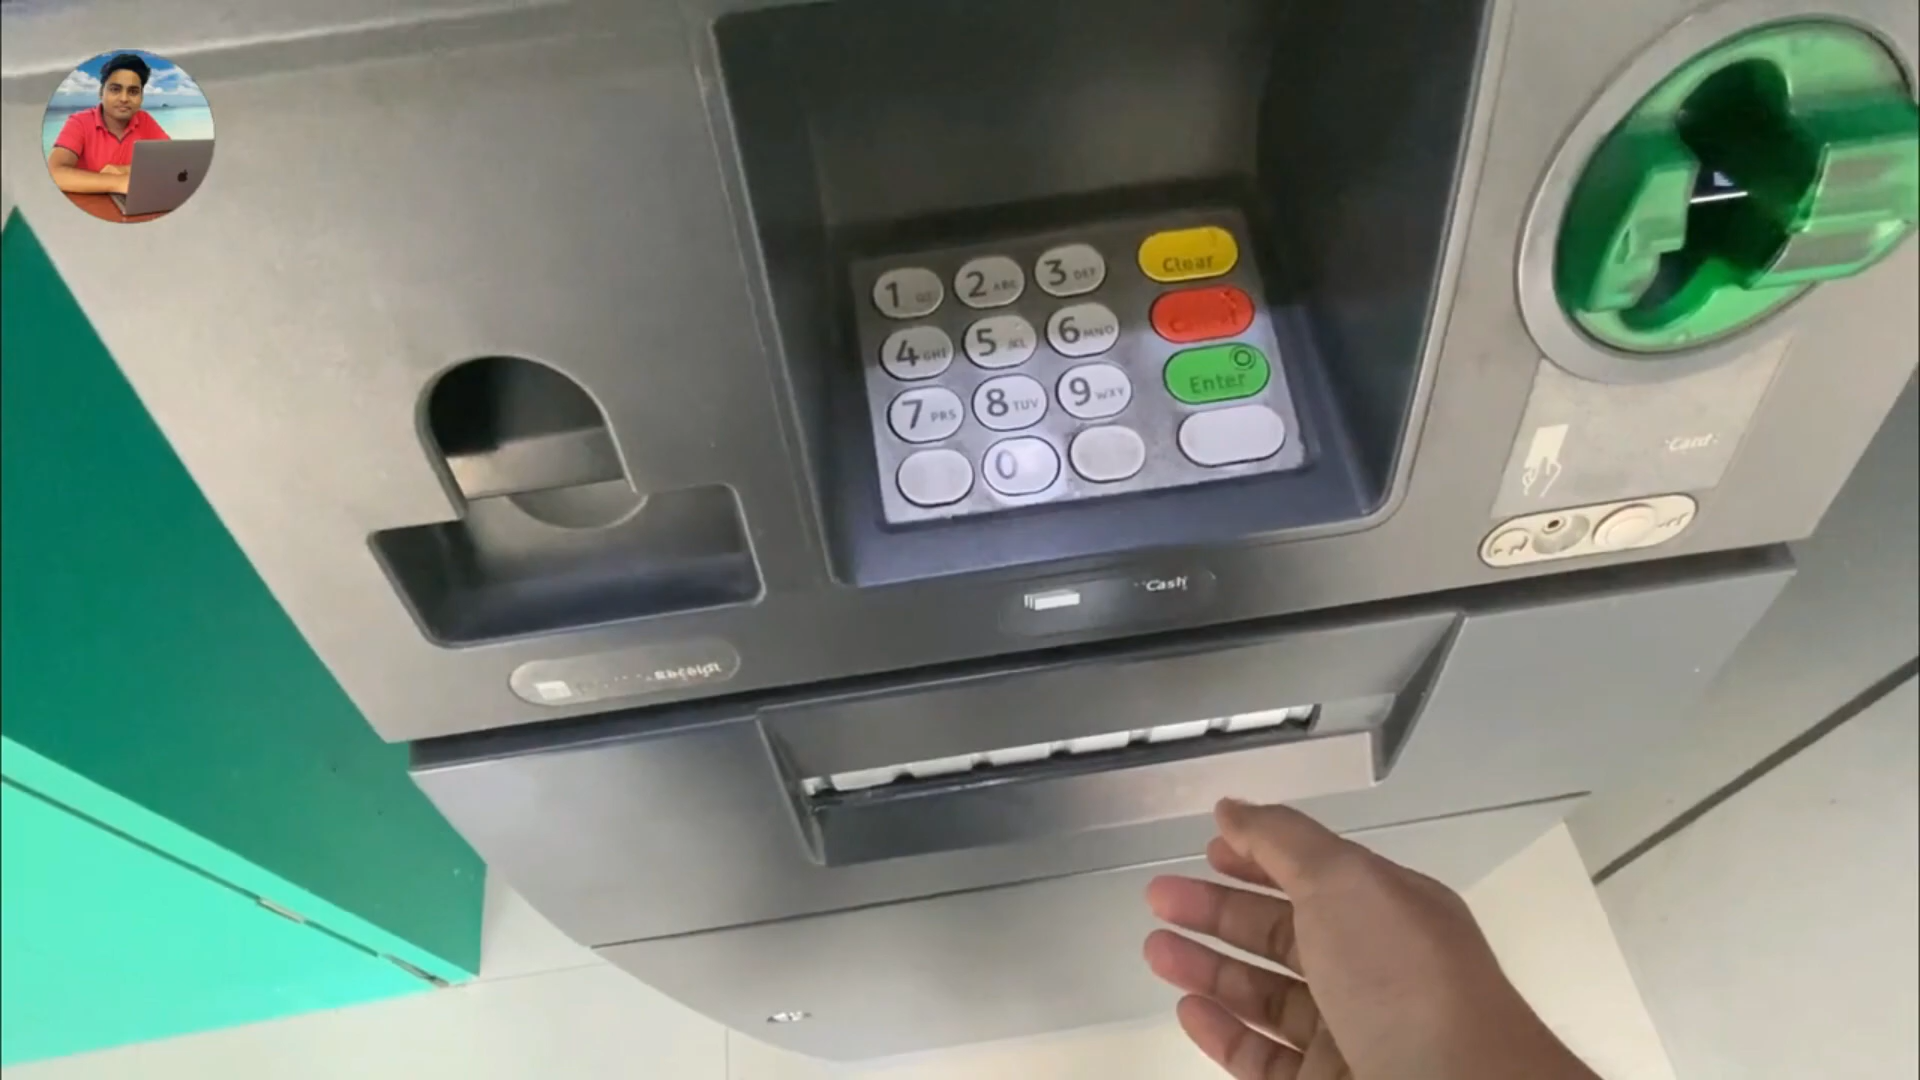 1
2 ABC
3 DEF
Clear
4 GHI
5 JKL
6 MNO
Cancel
7 PRS
8 TUV
9 WXY
Enter
0
Card
Cash
Receipt